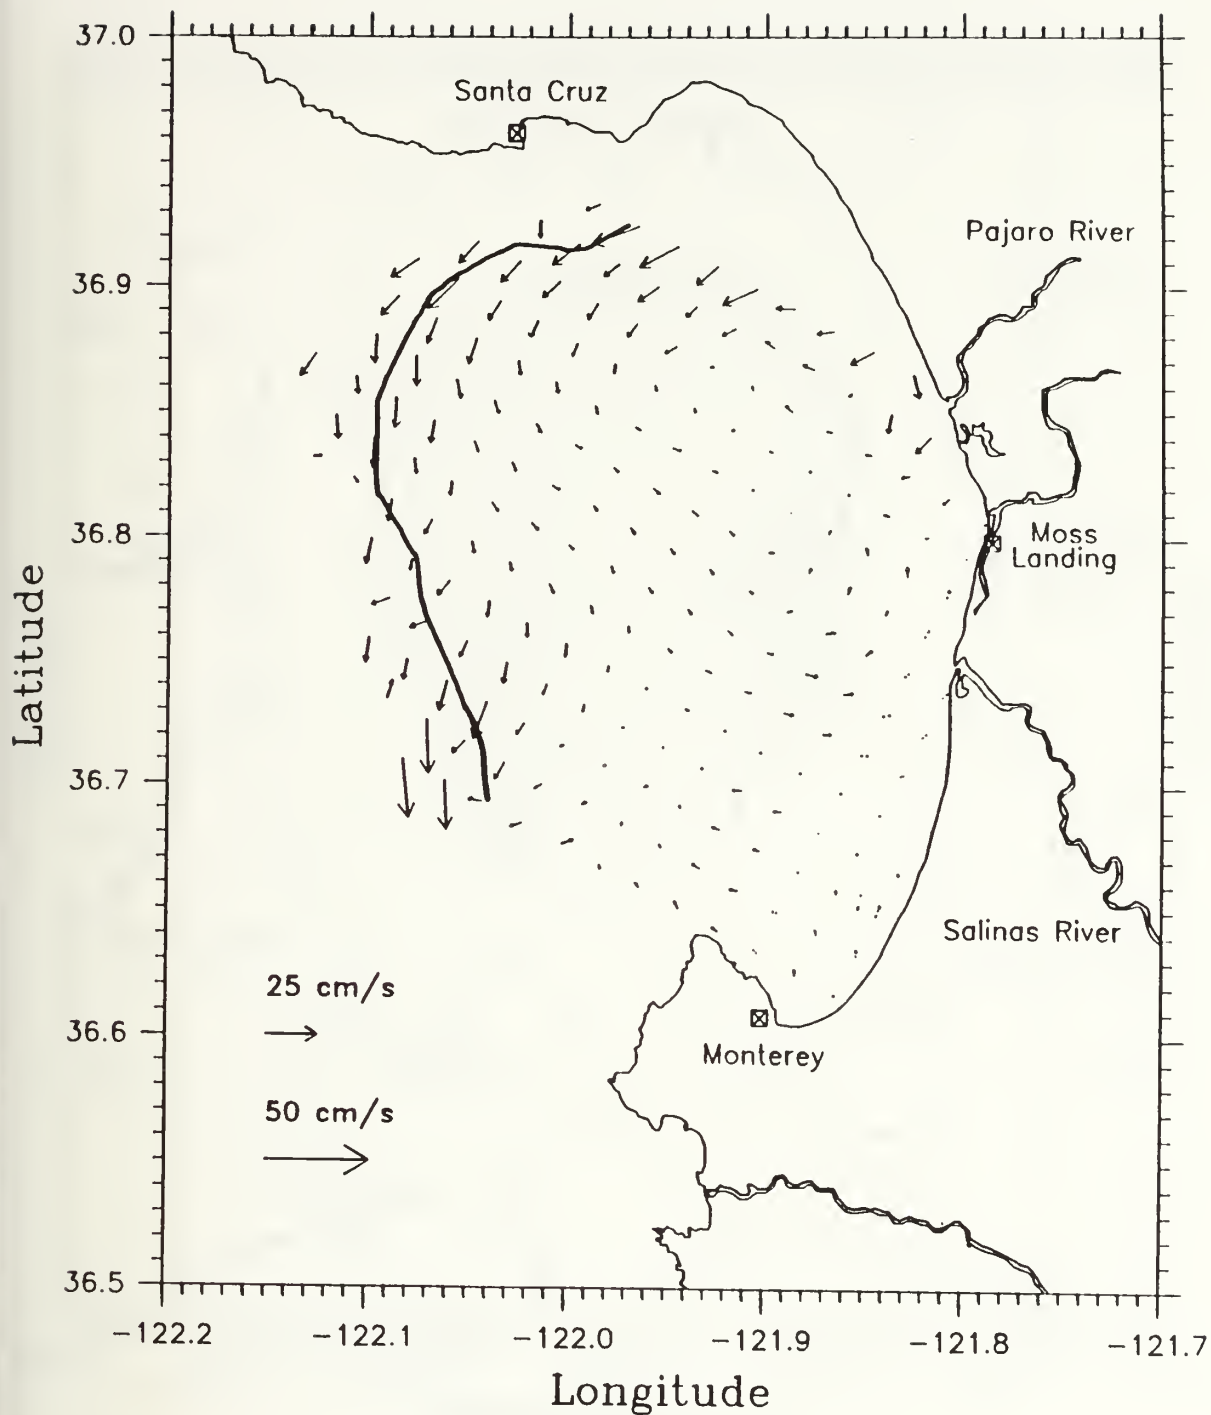 37.0
Santa Cruz
Pajaro River
36.9
36.8
Moss
Landing
Latitude
36.7
Salinas River
25 cm/s
36.6
Monterey
50 cm/s
36.5
-122.2
-122.1
-122.0
-121.9
-121.8
-121.7
Longitude